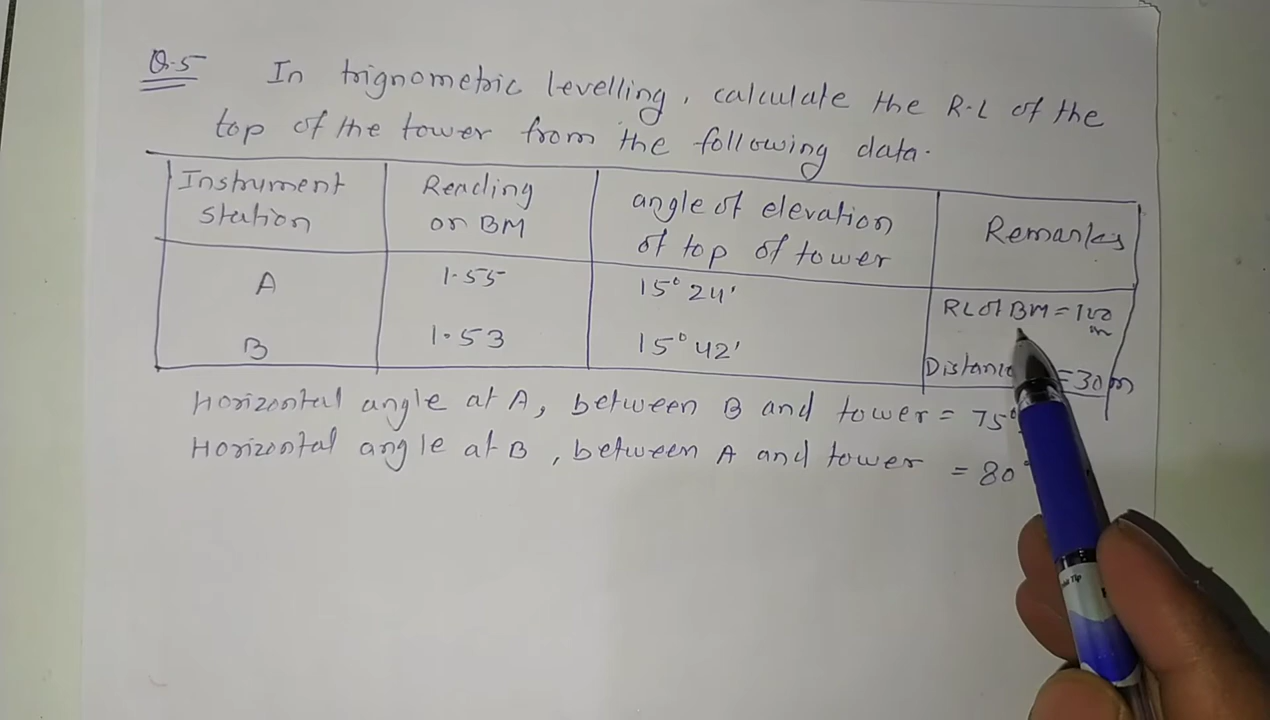 Q.5 In trignometric levelling, calculate the R.L of the
top of the tower from the following data.
Instrument station | Reading on BM | angle of elevation of top of tower | Remarks
A | 1.55 | 15° 24' | RL of BM = 100 m
B | 1.53 | 15° 42' | = 30 m
Horizontal angle at A, between B and tower = 75°
Horizontal angle at B, between A and tower = 80°